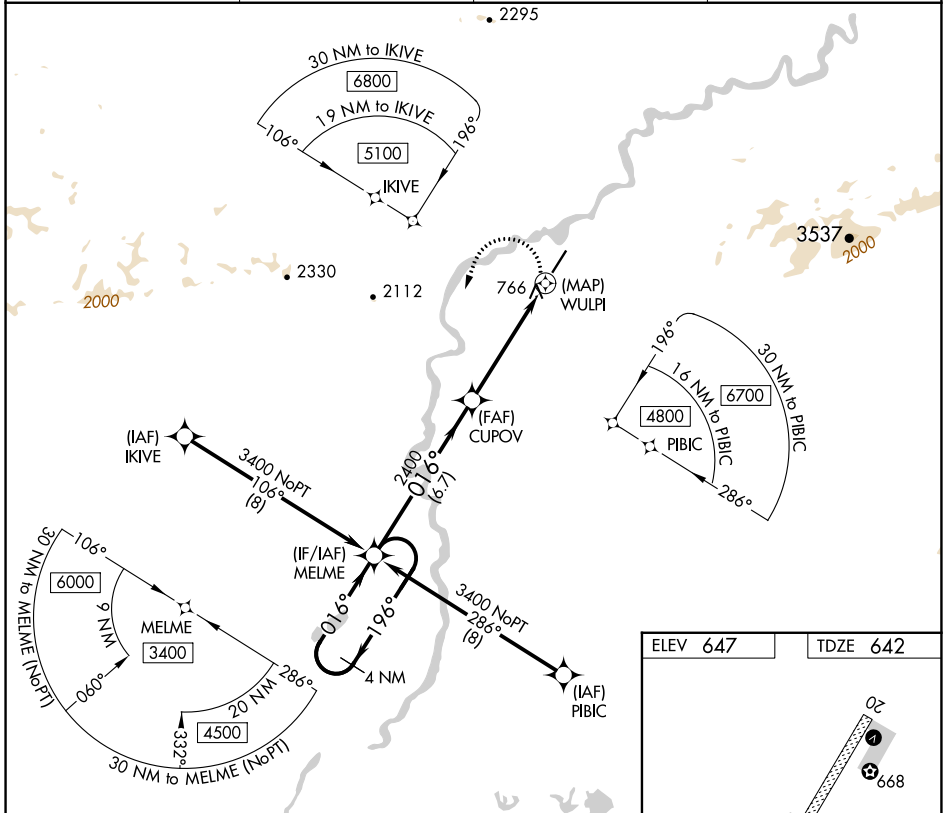 2295
30 NM to IKIVE
6800
19 NM to IKIVE
106°
196°
5100
IKIVE
3537
2000
2330
2000
2112
766
(MAP)
WULPI
196°
30 NM to PIBIC
16 NM to PIBIC
6700
4800
PIBIC
286°
(FAF)
CUPOV
(IAF)
IKIVE
3400 NoPT
106°
(8)
2400
016°
(6.7)
(IF/IAF)
MELME
016°
196°
4 NM
3400 NoPT
286°
(8)
(IAF)
PIBIC
30 NM to MELME (NoPT)
106°
6000
9 NM
MELME
3400
060°
286°
20 NM
4500
332°
30 NM to MELME (NoPT)
ELEV 647
TDZE 642
20
V
668